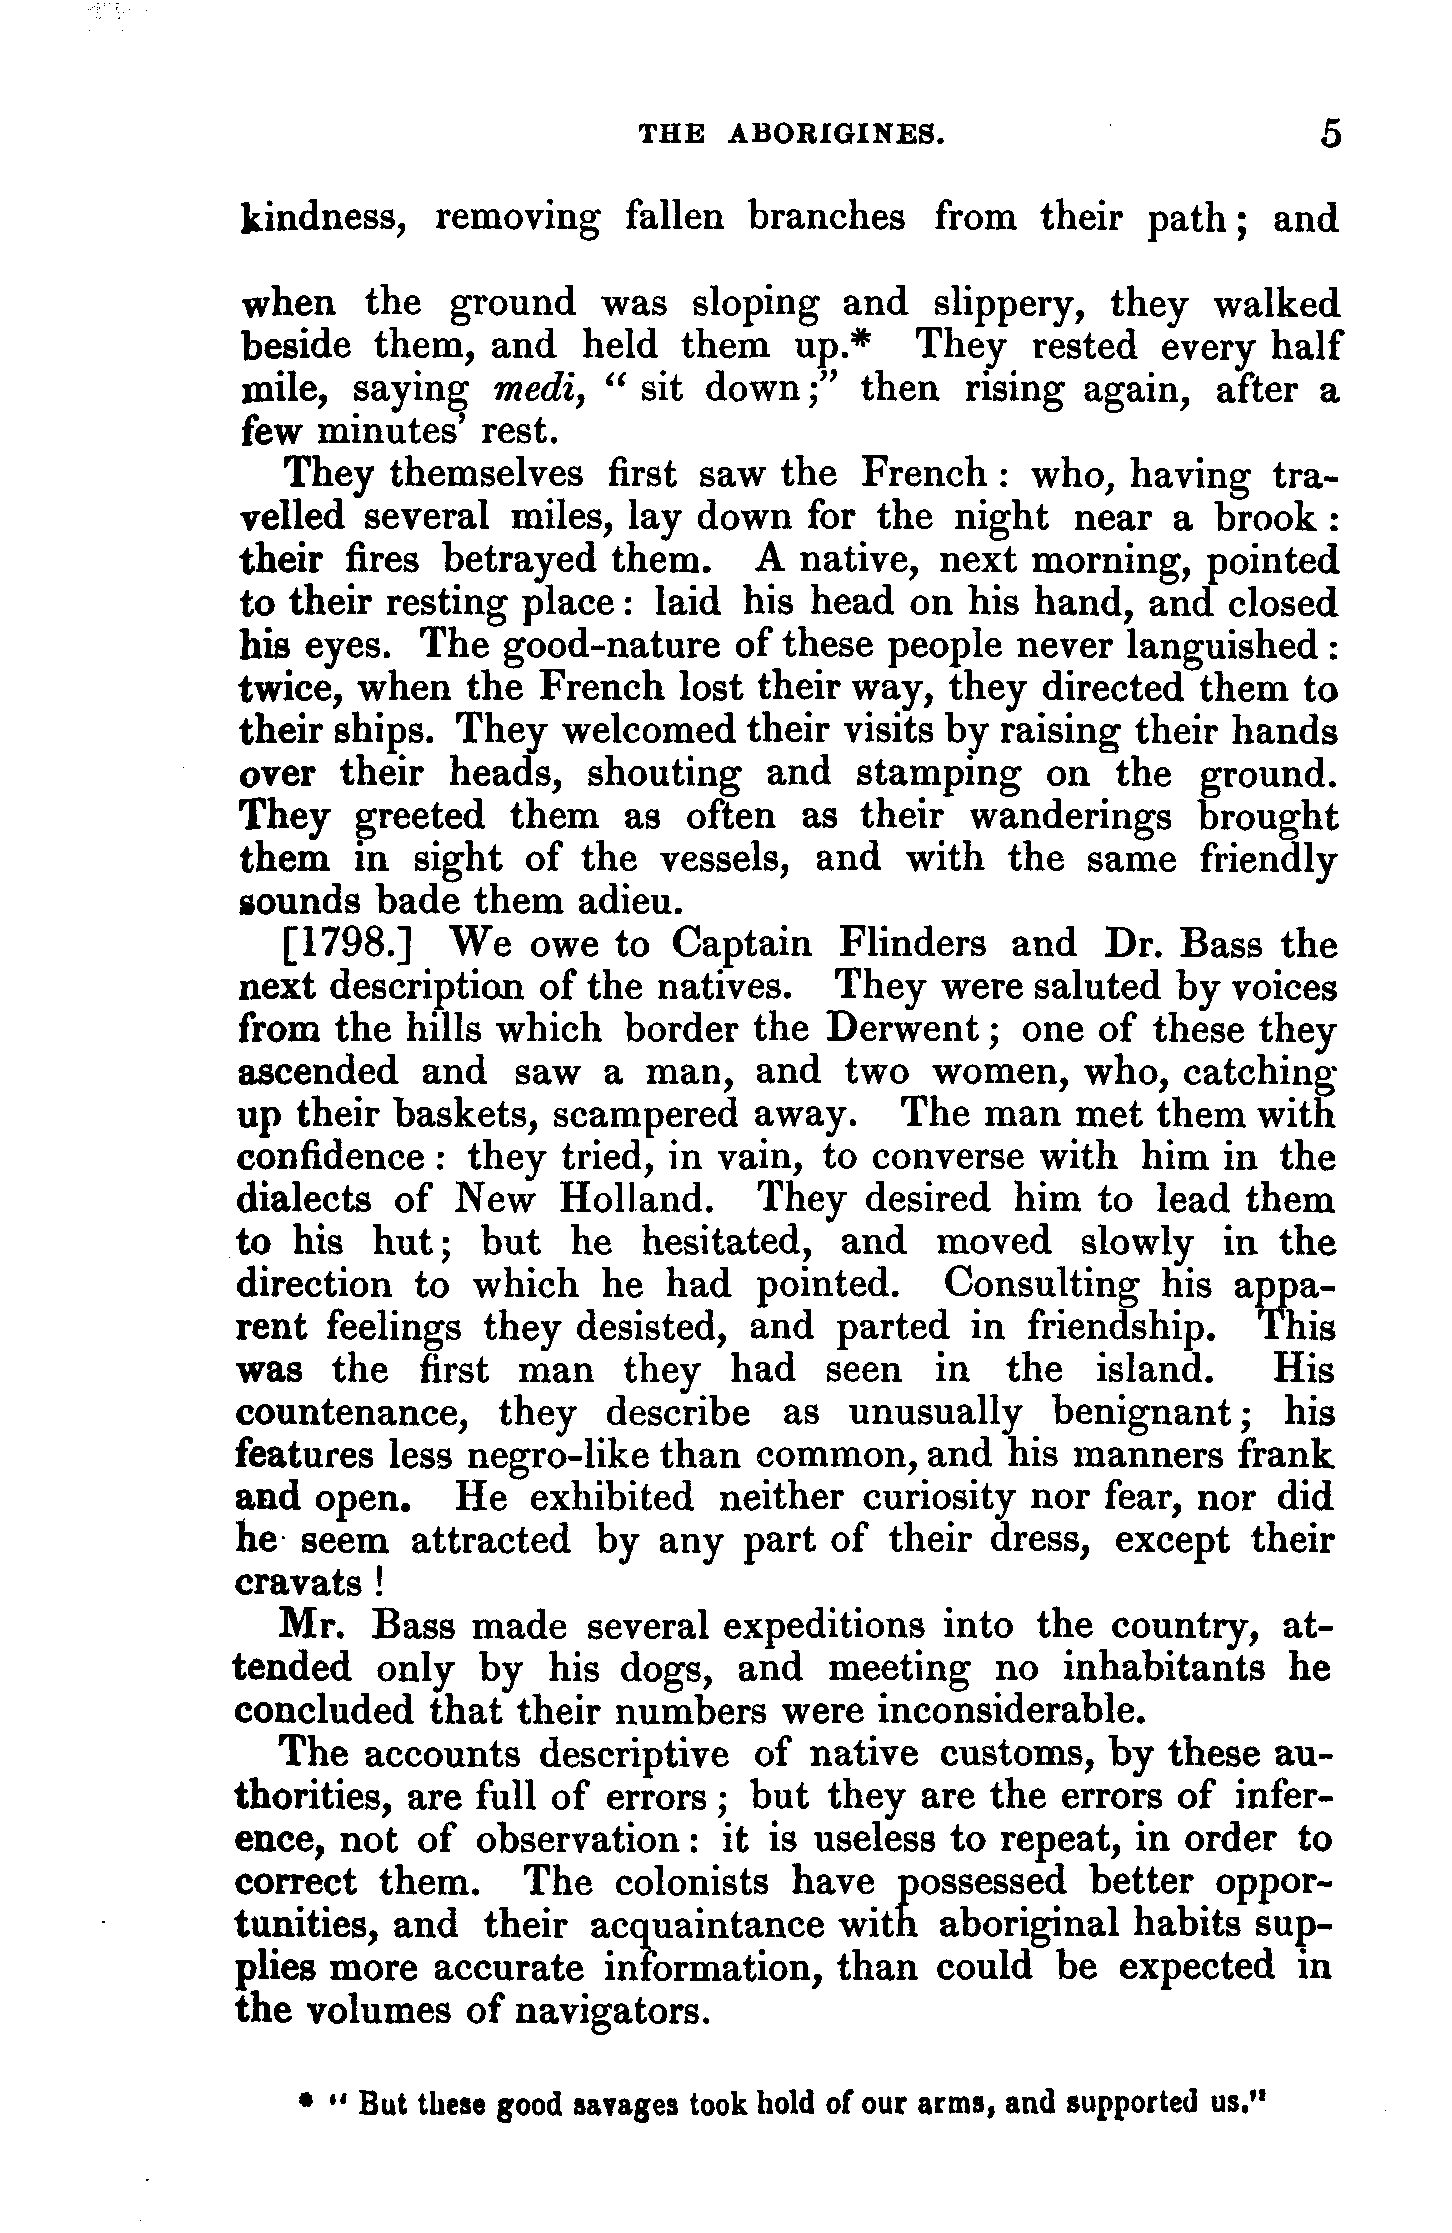 THE ABORIGINES. 5
kindness, removing fallen branches from their path ; and
when the ground was sloping and slippery, they walked
beside them, and held them up.* They rested every half
mile, saying medi, " sit down ;" then rising again, after a
few minutes' rest.
They themselves first saw the French : who, having tra-
velled several miles, lay down for the night near a brook :
their fires betrayed them. A native, next morning, pointed
to their resting place : laid his head on his hand, and closed
his eyes. The good-nature of these people never languished :
twice, when the French lost their way, they directed them to
their ships. They welcomed their visits by raising their hands
over their heads, shouting and stamping on the ground.
They greeted them as often as their wanderings brought
them in sight of the vessels, and with the same friendly
sounds bade them adieu.
[1798.] We owe to Captain Flinders and Dr. Bass the
next description of the natives. They were saluted by voices
from the hills which border the Derwent ; one of these they
ascended and saw a man, and two women, who, catching
up their baskets, scampered away. The man met them with
confidence : they tried, in vain, to converse with him in the
dialects of New Holland. They desired him to lead them
to his hut ; but he hesitated, and moved slowly in the
direction to which he had pointed. Consulting his appa-
rent feelings they desisted, and parted in friendship. This
was the first man they had seen in the island. His
countenance, they describe as unusually benignant ; his
features less negro-like than common, and his manners frank
and open. He exhibited neither curiosity nor fear, nor did
he seem attracted by any part of their dress, except their
cravats !
Mr. Bass made several expeditions into the country, at-
tended only by his dogs, and meeting no inhabitants he
concluded that their numbers were inconsiderable.
The accounts descriptive of native customs, by these au-
thorities, are full of errors ; but they are the errors of infer-
ence, not of observation : it is useless to repeat, in order to
correct them. The colonists have possessed better oppor-
tunities, and their acquaintance with aboriginal habits sup-
plies more accurate information, than could be expected in
the volumes of navigators.
* " But these good savages took hold of our arms, and supported us."